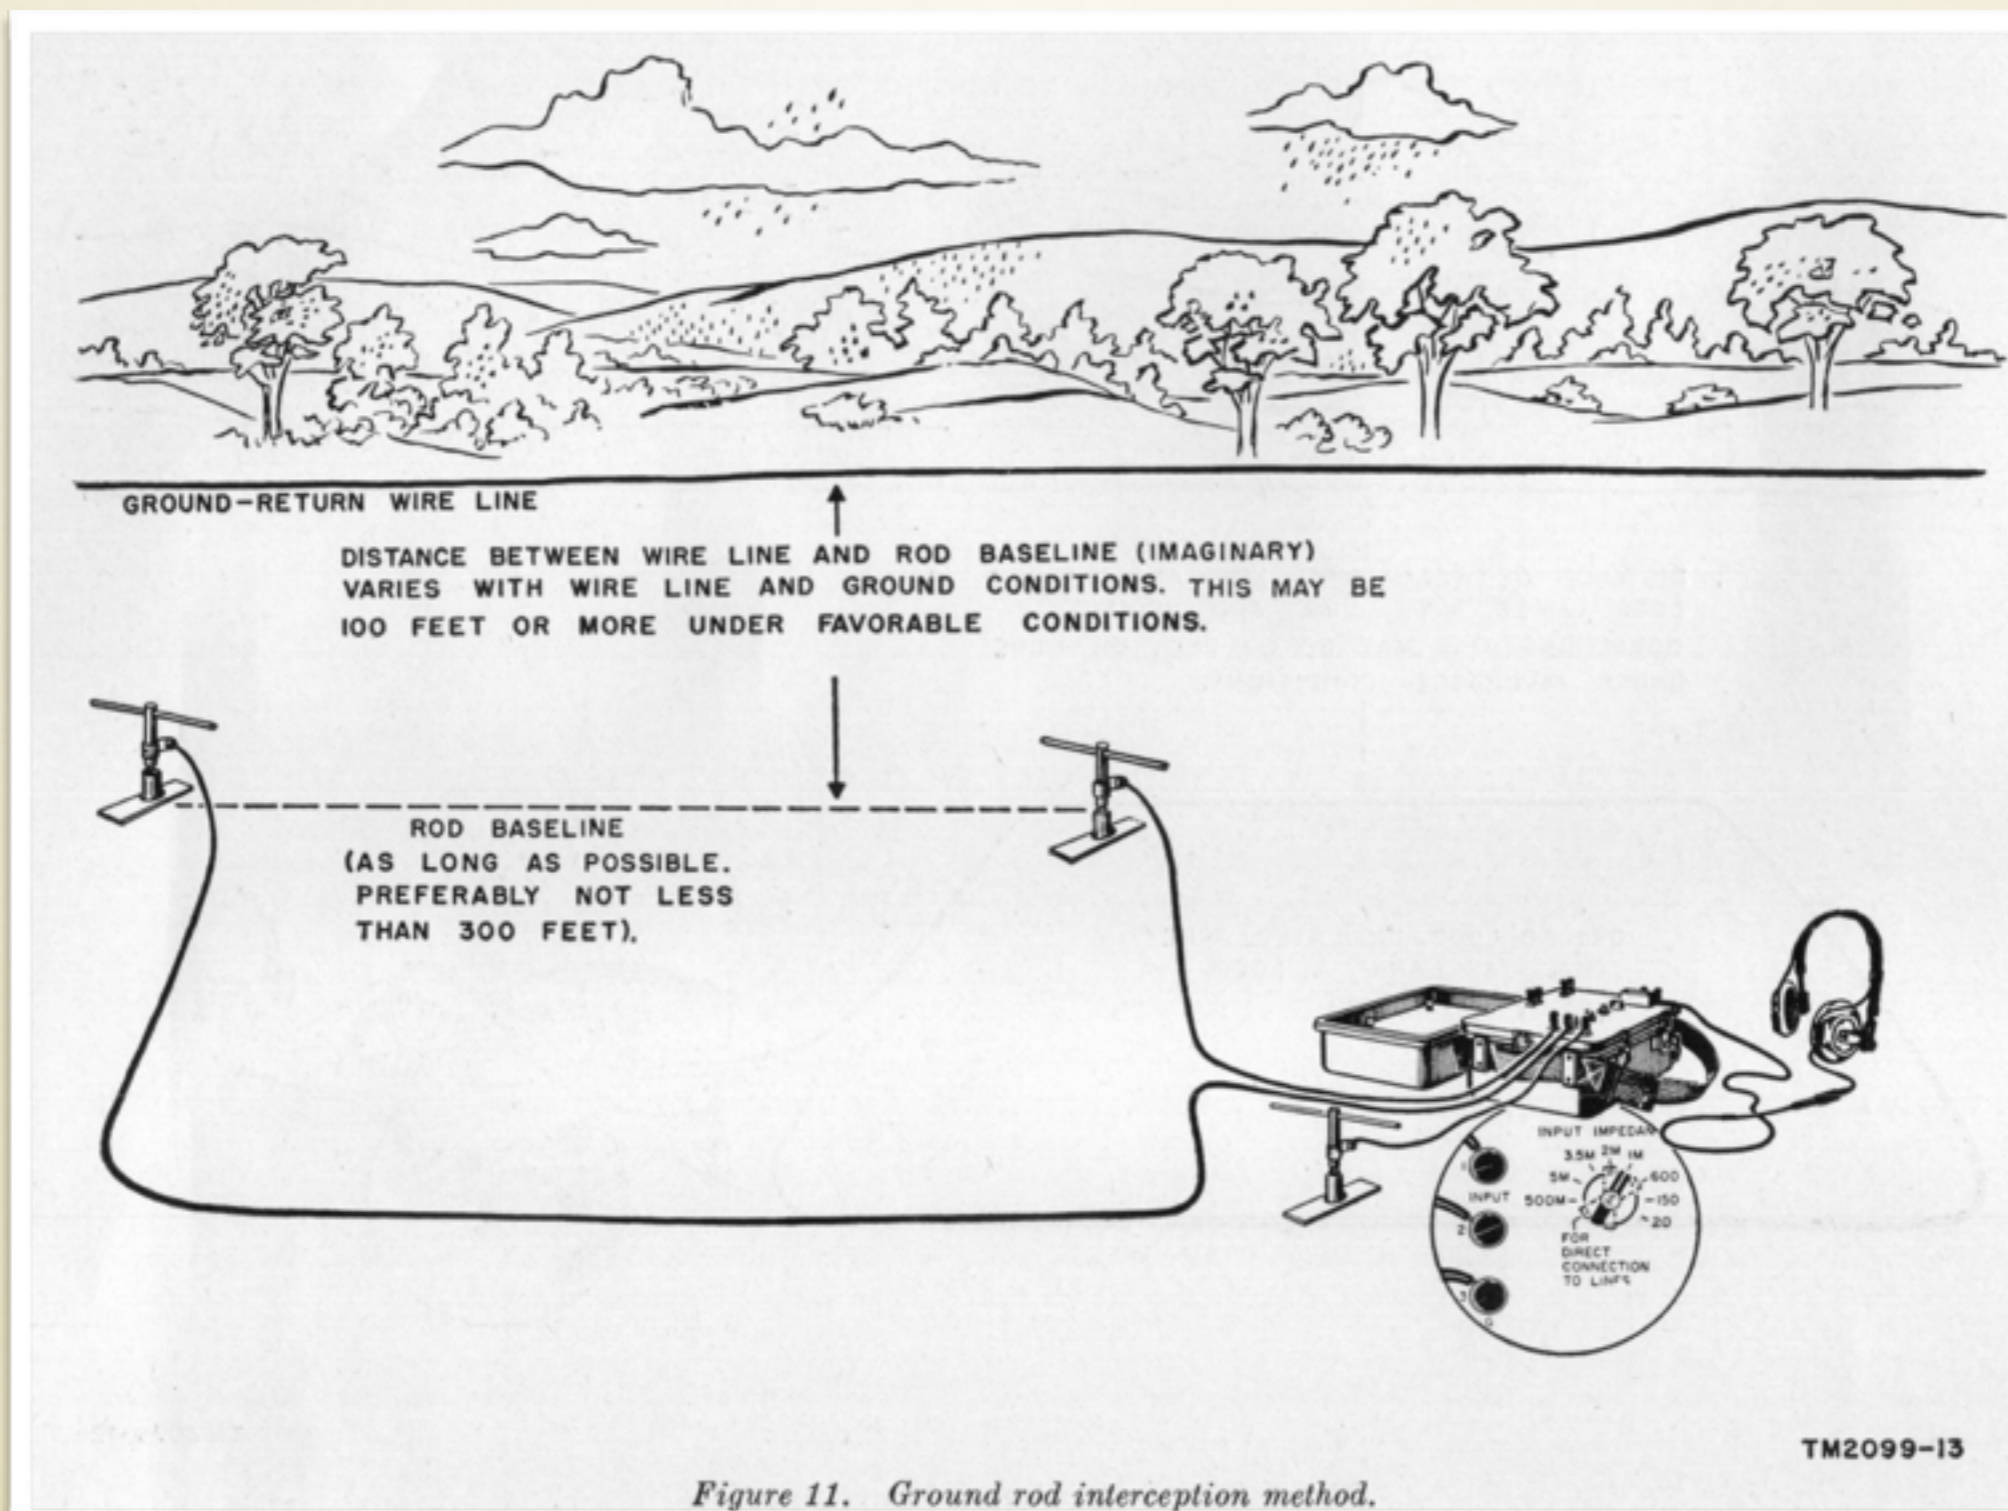 GROUND-RETURN WIRE LINE
DISTANCE BETWEEN WIRE LINE AND ROD BASELINE (IMAGINARY)
VARIES WITH WIRE LINE AND GROUND CONDITIONS. THIS MAY BE
100 FEET OR MORE UNDER FAVORABLE CONDITIONS.
ROD BASELINE
(AS LONG AS POSSIBLE.
PREFERABLY NOT LESS
THAN 300 FEET).
INPUT IMPEDAN
3.5M 2M 1M
5M 600
500M 150
20
1
INPUT
2
3
G
FOR
DIRECT
CONNECTION
TO LINES
TM2099-13
Figure 11. Ground rod interception method.